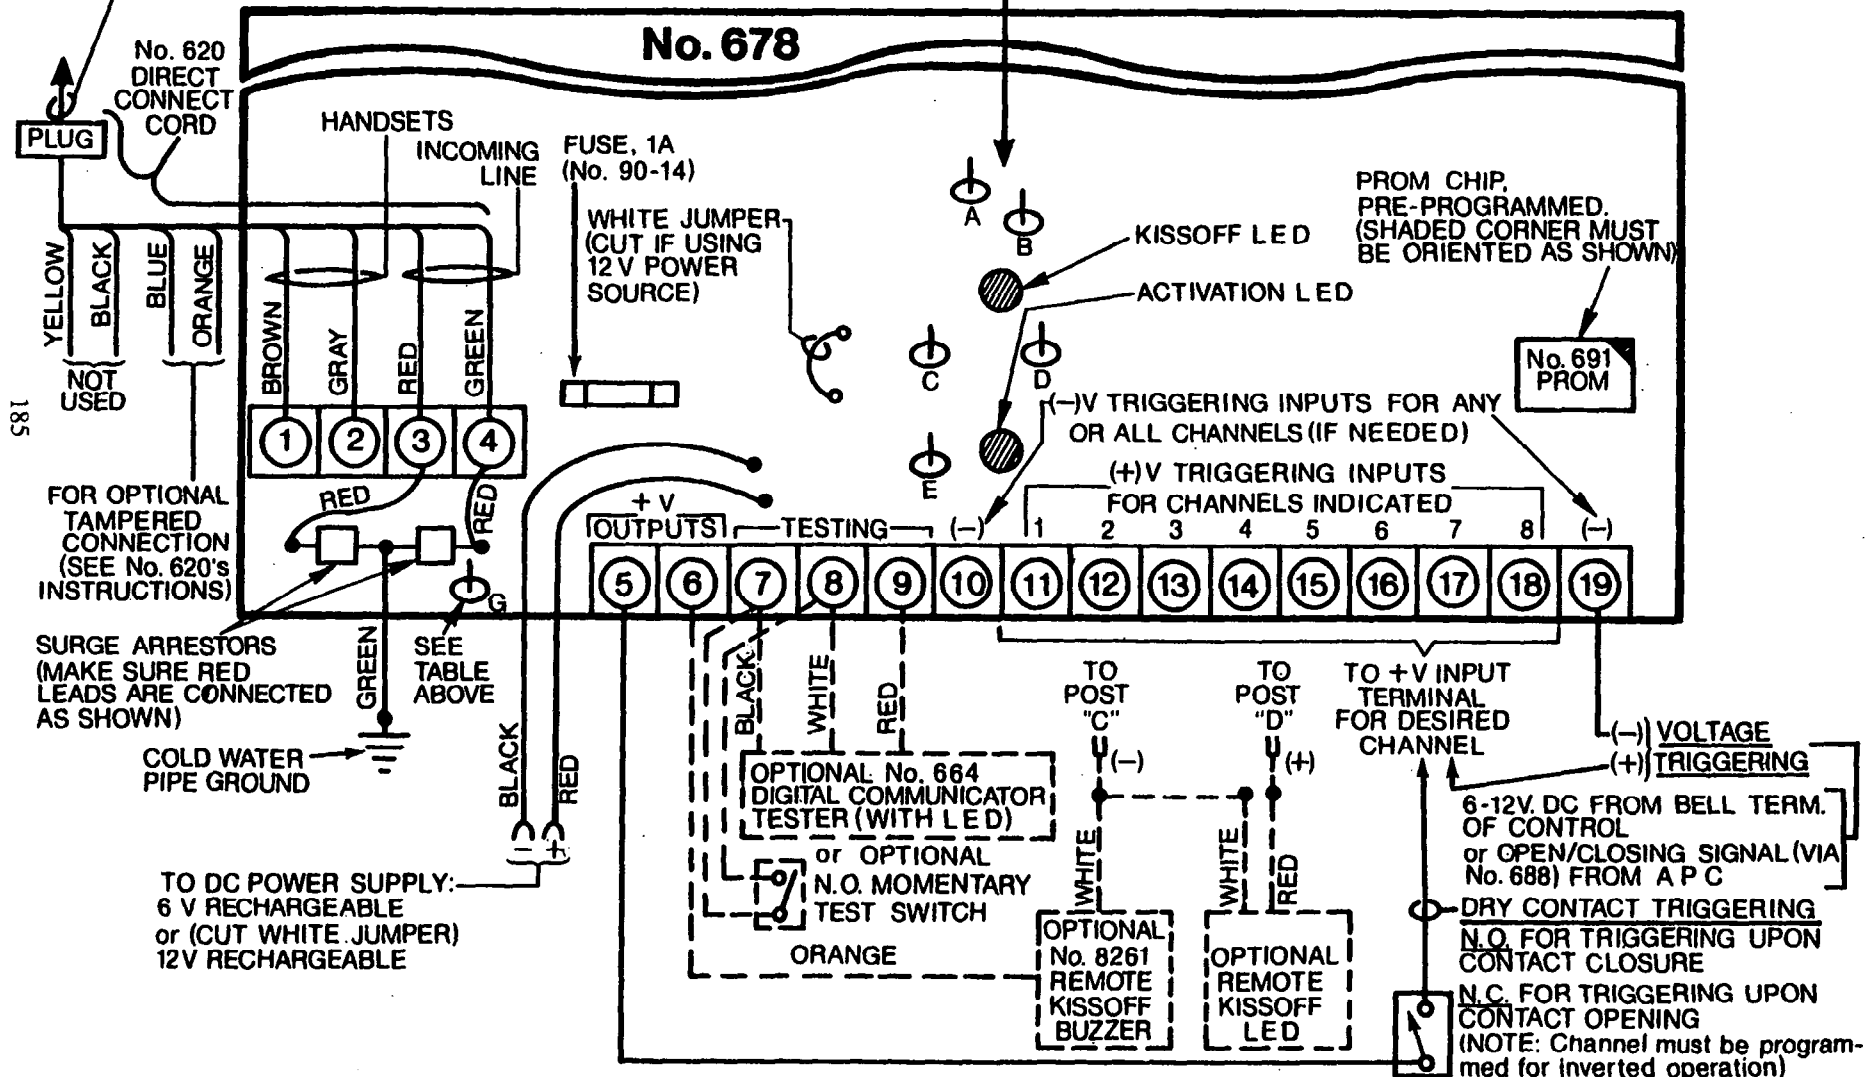 No. 678
No. 620
DIRECT
CONNECT
CORD
PLUG
HANDSETS
INCOMING
LINE
FUSE, 1A
(No. 90-14)
WHITE JUMPER
(CUT IF USING
12 V POWER
SOURCE)
A
B
KISSOFF LED
ACTIVATION LED
C
D
E
PROM CHIP,
PRE-PROGRAMMED.
(SHADED CORNER MUST
BE ORIENTED AS SHOWN)
No. 691
PROM
YELLOW
BLACK
BLUE
ORANGE
BROWN
GRAY
RED
GREEN
NOT
USED
185
1 2 3 4
(-)V TRIGGERING INPUTS FOR ANY
OR ALL CHANNELS (IF NEEDED)
(+)V TRIGGERING INPUTS
FOR CHANNELS INDICATED
FOR OPTIONAL
TAMPERED
CONNECTION
(SEE No. 620's
INSTRUCTIONS)
RED
RED
+ V
OUTPUTS
TESTING
(-) 1 2 3 4 5 6 7 8 (-)
5 6 7 8 9 10 11 12 13 14 15 16 17 18 19
G
SURGE ARRESTORS
(MAKE SURE RED
LEADS ARE CONNECTED
AS SHOWN)
GREEN
SEE
TABLE
ABOVE
COLD WATER
PIPE GROUND
BLACK
RED
- +
TO DC POWER SUPPLY:
6 V RECHARGEABLE
or (CUT WHITE JUMPER)
12V RECHARGEABLE
BLACK
WHITE
RED
OPTIONAL No. 664
DIGITAL COMMUNICATOR
TESTER (WITH LED)
or OPTIONAL
N.O. MOMENTARY
TEST SWITCH
ORANGE
TO
POST
"C"
(-)
TO
POST
"D"
(+)
WHITE
WHITE
RED
OPTIONAL
No. 8261
REMOTE
KISSOFF
BUZZER
OPTIONAL
REMOTE
KISSOFF
LED
TO +V INPUT
TERMINAL
FOR DESIRED
CHANNEL
(-) VOLTAGE
(+) TRIGGERING
6-12V. DC FROM BELL TERM.
OF CONTROL
or OPEN/CLOSING SIGNAL (VIA
No. 688) FROM A P C
DRY CONTACT TRIGGERING
N.O. FOR TRIGGERING UPON
CONTACT CLOSURE
N.C. FOR TRIGGERING UPON
CONTACT OPENING
(NOTE: Channel must be program-
med for inverted operation)